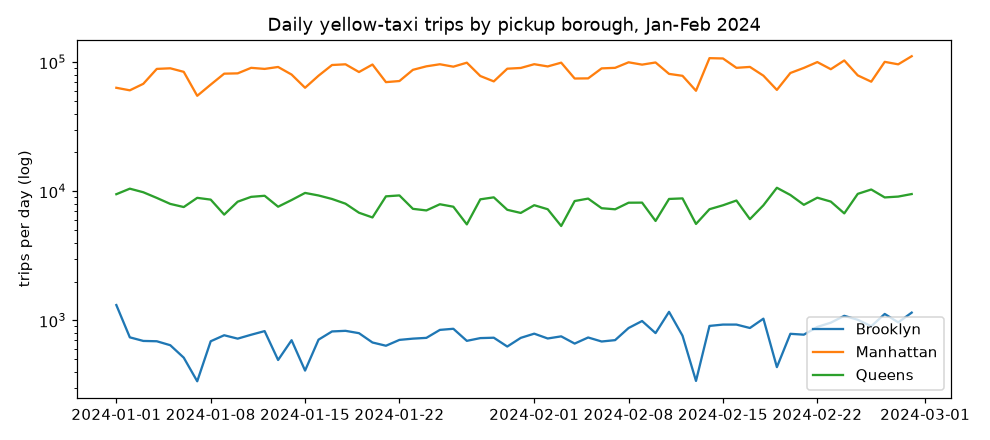 Daily yellow-taxi trips by pickup borough, Jan-Feb 2024
trips per day (log)
10⁵
10⁴
10³
Brooklyn
Manhattan
Queens
2024-01-01 2024-01-08 2024-01-15 2024-01-22 2024-02-01 2024-02-08 2024-02-15 2024-02-22 2024-03-01